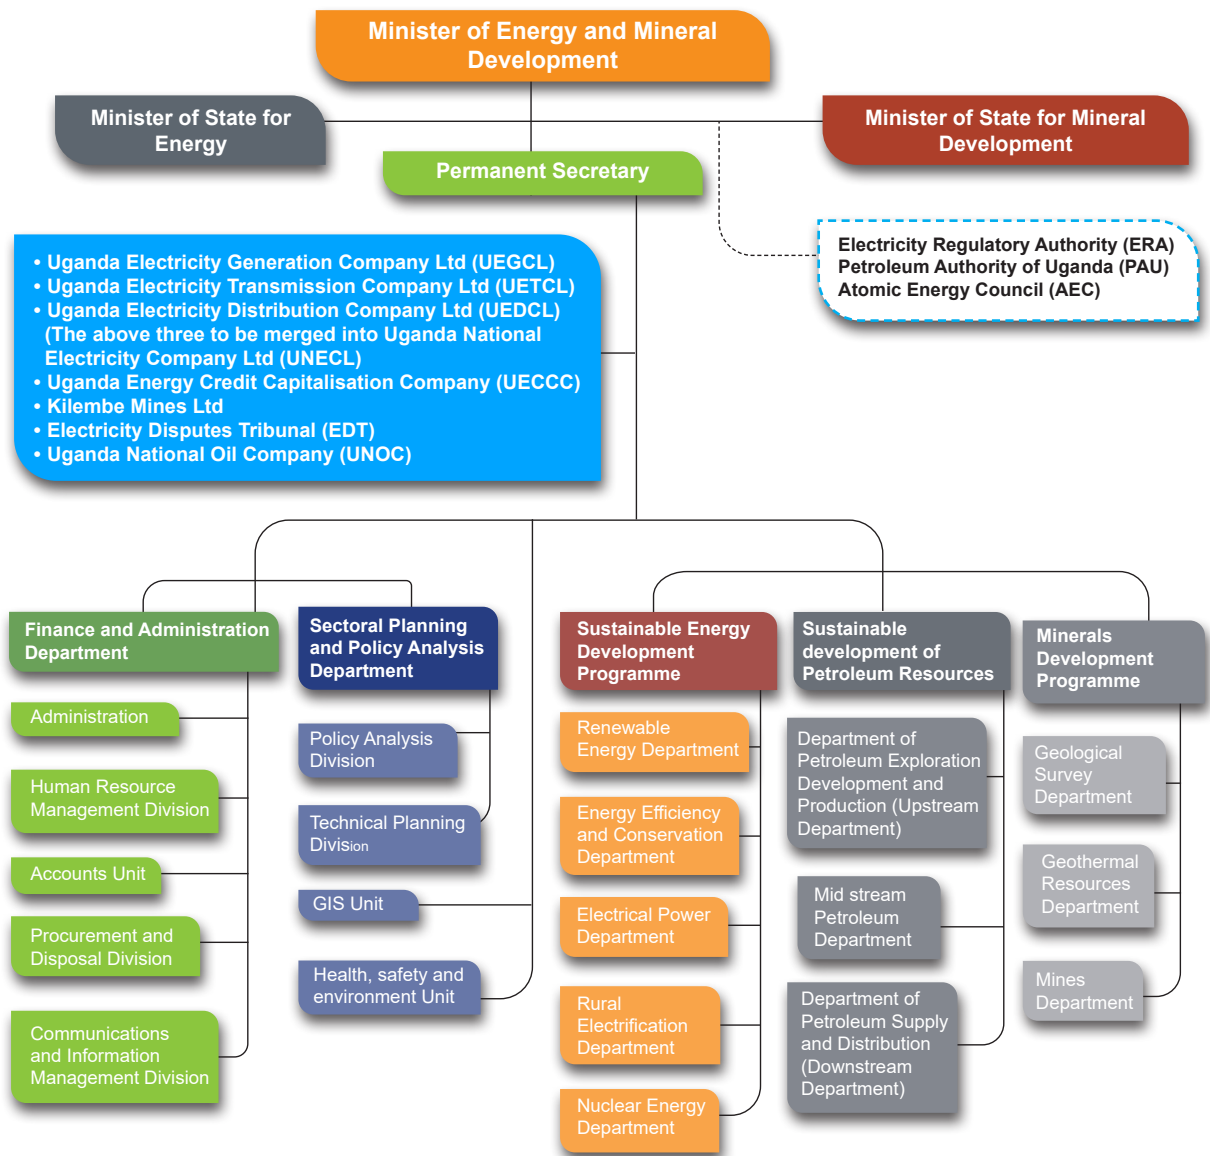 Minister of Energy and Mineral
Development
Minister of State for
Energy
Minister of State for Mineral
Development
Permanent Secretary
Electricity Regulatory Authority (ERA)
Petroleum Authority of Uganda (PAU)
Atomic Energy Council (AEC)
• Uganda Electricity Generation Company Ltd (UEGCL)
• Uganda Electricity Transmission Company Ltd (UETCL)
• Uganda Electricity Distribution Company Ltd (UEDCL)
(The above three to be merged into Uganda National
Electricity Company Ltd (UNECL)
• Uganda Energy Credit Capitalisation Company (UECCC)
• Kilembe Mines Ltd
• Electricity Disputes Tribunal (EDT)
• Uganda National Oil Company (UNOC)
Finance and Administration
Department
Administration
Human Resource
Management Division
Accounts Unit
Procurement and
Disposal Division
Communications
and Information
Management Division
Sectoral Planning
and Policy Analysis
Department
Policy Analysis
Division
Technical Planning
Division
GIS Unit
Health, safety and
environment Unit
Sustainable Energy
Development
Programme
Renewable
Energy Department
Energy Efficiency
and Conservation
Department
Electrical Power
Department
Rural
Electrification
Department
Nuclear Energy
Department
Sustainable
development of
Petroleum Resources
Department of
Petroleum Exploration
Development and
Production (Upstream
Department)
Mid stream
Petroleum
Department
Department of
Petroleum Supply
and Distribution
(Downstream
Department)
Minerals
Development
Programme
Geological
Survey
Department
Geothermal
Resources
Department
Mines
Department